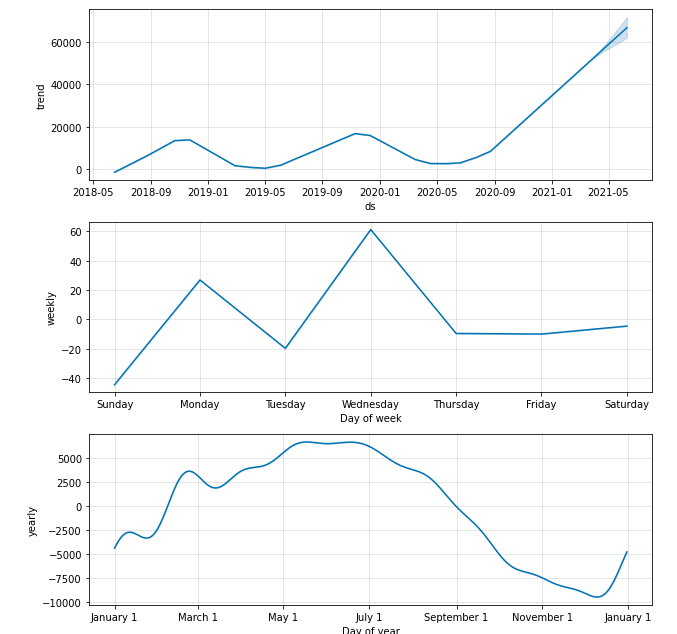 60000
40000
20000
0
trend
2018-05 2018-09 2019-01 2019-05 2019-09 2020-01 2020-05 2020-09 2021-01 2021-05
ds
60
40
20
0
−20
−40
weekly
Sunday Monday Tuesday Wednesday Thursday Friday Saturday
Day of week
5000
2500
0
−2500
−5000
−7500
−10000
yearly
January 1 March 1 May 1 July 1 September 1 November 1 January 1
Day of year